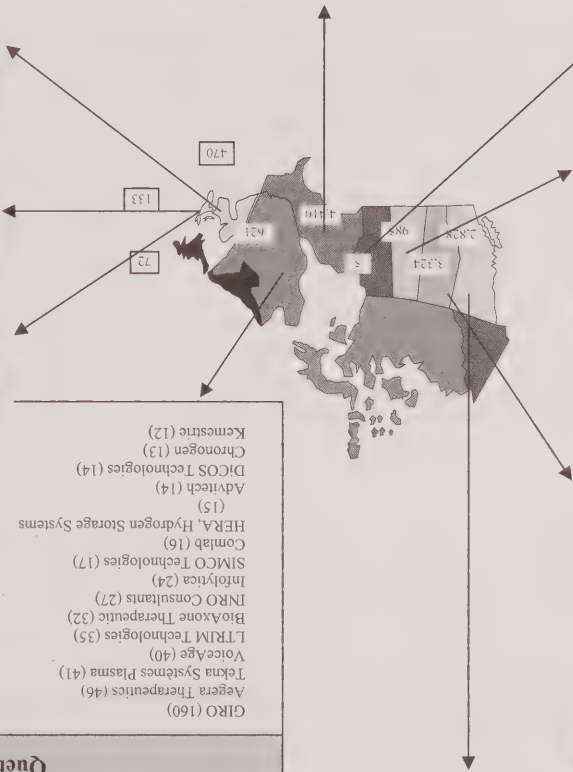 Queb
GIRO (160)
Aegera Therapeutics (46)
Tekna Systèmes Plasma (41)
VoiceAge (40)
LTRIM Technologies (35)
BioAxone Therapeutic (32)
INRO Consultants (27)
Infolytica (24)
SIMCO Technologies (17)
Comlab (16)
HERA, Hydrogen Storage Systems
(15)
Advitech (14)
DiCOS Technologies (14)
Chronogen (13)
Kemestrie (12)
72
2,828
3,324
5
985
621
4,410
133
470